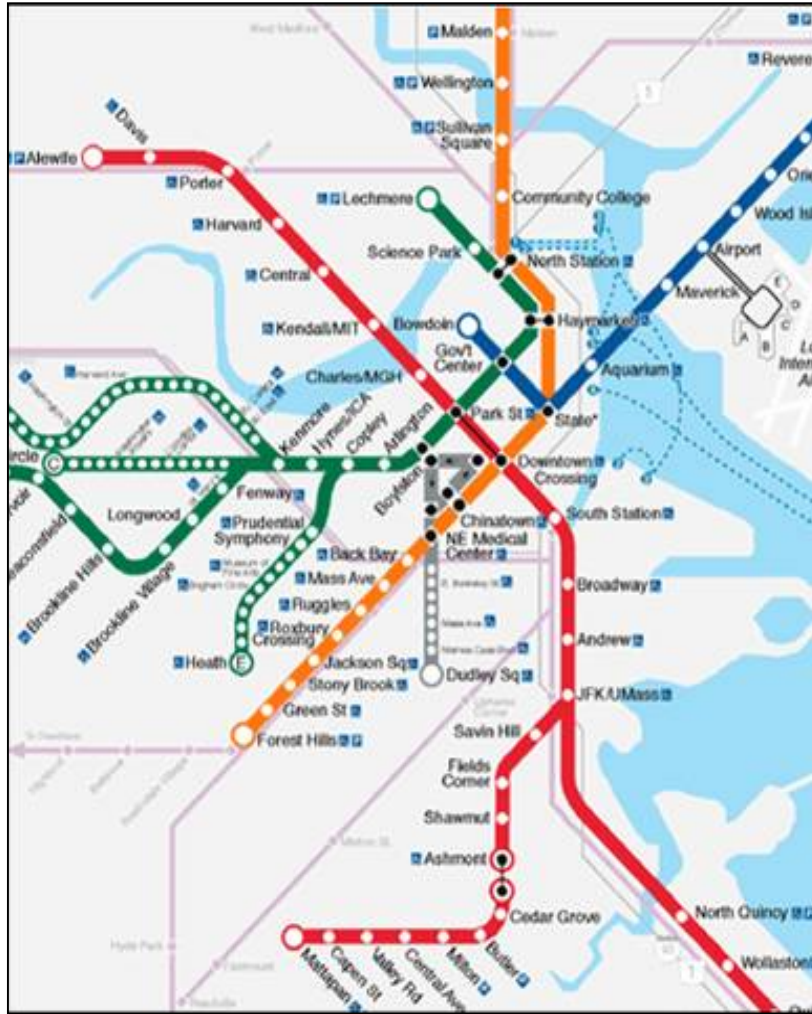 Malden
Wellington
Sullivan
Square
Revere
Davis
Alewife
Porter
Lechmere
Community College
Wood Isl
Harvard
Science Park
Airport
North Station
Central
Maverick
E
D
C
B
A
Kendall/MIT
Bowdoin
Haymarket
Gov't
Center
Charles/MGH
Aquarium
Park St
State*
Arlington
Copley
Hynes/ICA
Kenmore
C
Boylston
Downtown
Crossing
Fenway
Longwood
Prudential
Symphony
Chinatown
South Station
Back Bay
NE Medical
Center
Mass Ave
Broadway
Brookline Hills
Brookline Village
Ruggles
Roxbury
Crossing
Andrew
Heath
E
Jackson Sq
Dudley Sq
Stony Brook
JFK/UMass
Green St
Forest Hills
Savin Hill
Fields
Corner
Shawmut
Ashmont
Cedar Grove
North Quincy
Hyde Park
Mattapan
Capen St
Valley Rd
Central Ave
Milton
Butler
Wollaston
Fairmount
Readville
1